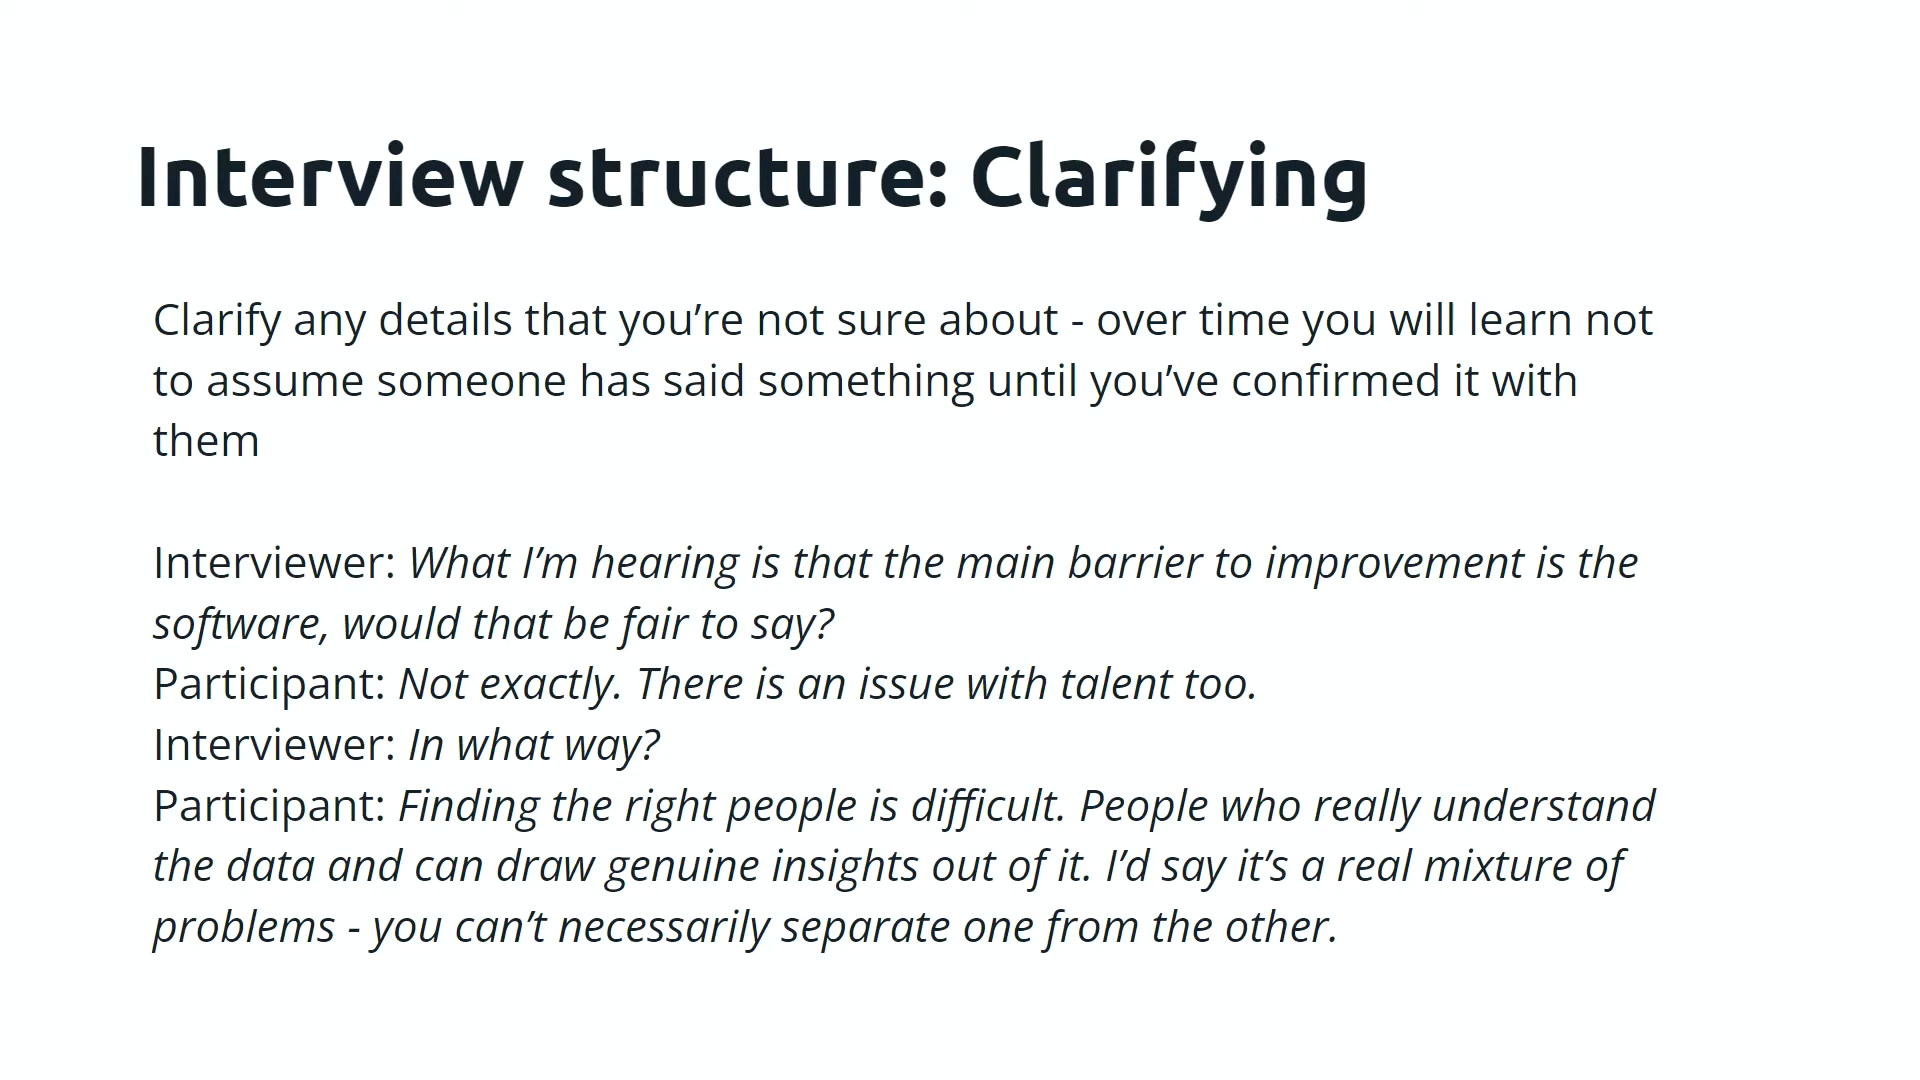 Interview structure: Clarifying
Clarify any details that you’re not sure about - over time you will learn not
to assume someone has said something until you’ve confirmed it with
them
Interviewer: What I’m hearing is that the main barrier to improvement is the
software, would that be fair to say?
Participant: Not exactly. There is an issue with talent too.
Interviewer: In what way?
Participant: Finding the right people is difficult. People who really understand
the data and can draw genuine insights out of it. I’d say it’s a real mixture of
problems - you can’t necessarily separate one from the other.